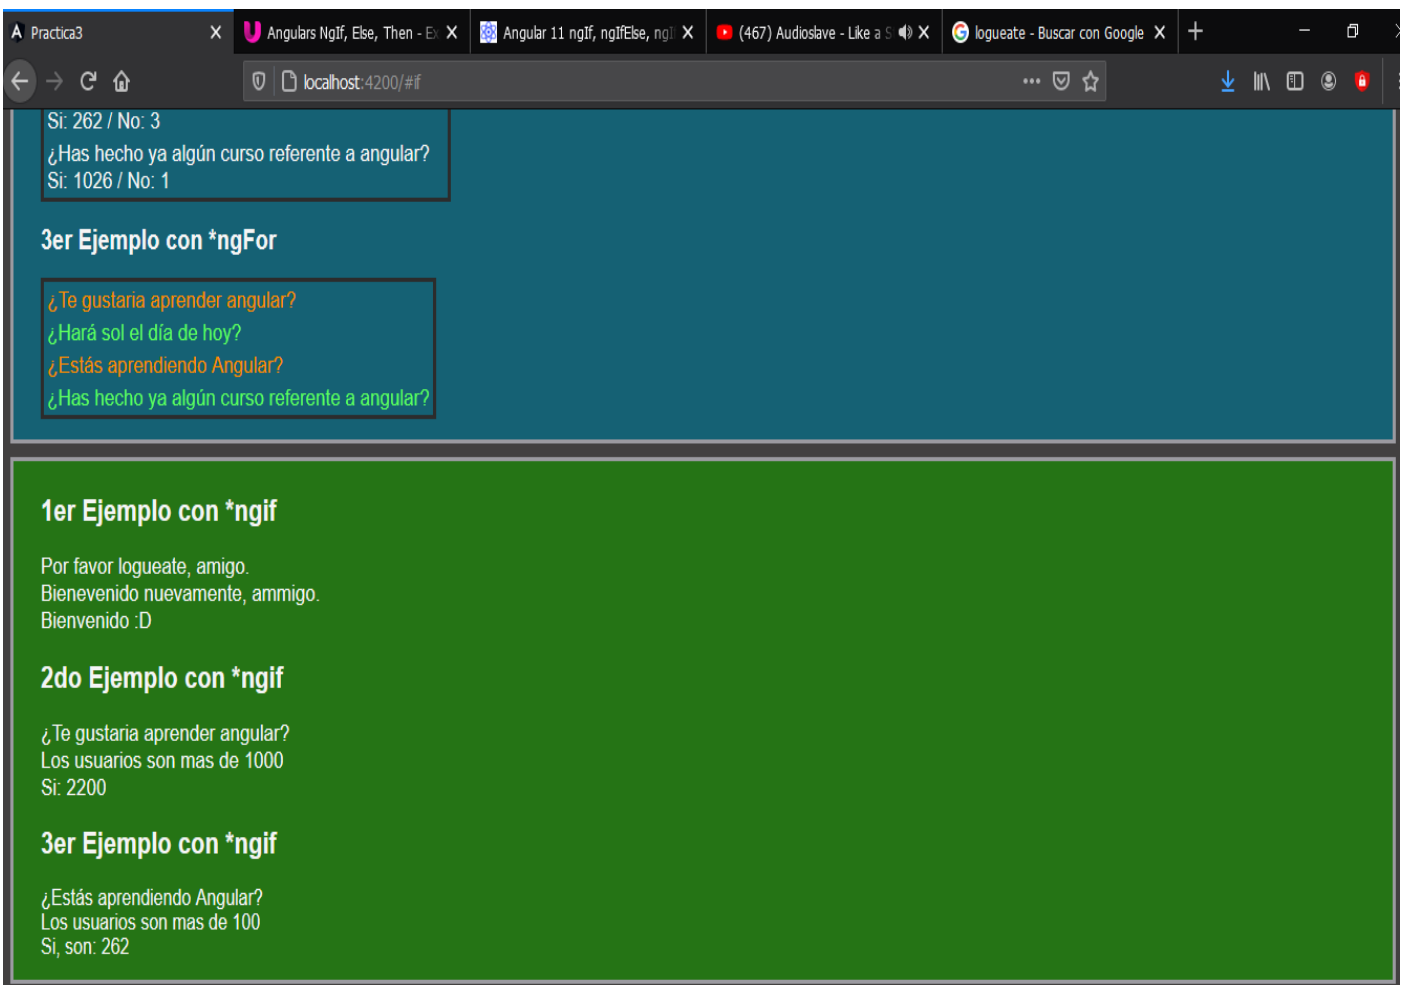 Practica3
Angulars NgIf, Else, Then - Ex
Angular 11 ngIf, ngIfElse, ngI
(467) Audioslave - Like a S
logueate - Buscar con Google
localhost:4200/#if
Si: 262 / No: 3
¿Has hecho ya algún curso referente a angular?
Si: 1026 / No: 1
3er Ejemplo con *ngFor
¿Te gustaria aprender angular?
¿Hará sol el día de hoy?
¿Estás aprendiendo Angular?
¿Has hecho ya algún curso referente a angular?
1er Ejemplo con *ngif
Por favor logueate, amigo.
Bienevenido nuevamente, ammigo.
Bienvenido :D
2do Ejemplo con *ngif
¿Te gustaria aprender angular?
Los usuarios son mas de 1000
Si: 2200
3er Ejemplo con *ngif
¿Estás aprendiendo Angular?
Los usuarios son mas de 100
Si, son: 262